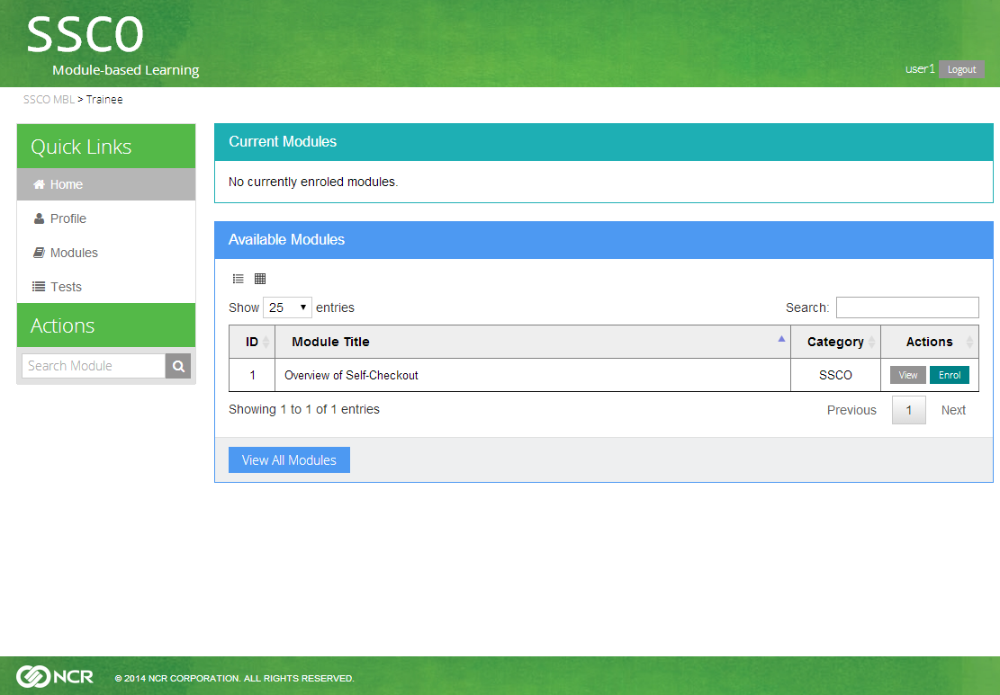 SSCO
Module-based Learning
user1 Logout
SSCO MBL > Trainee
Quick Links
Home
Profile
Modules
Tests
Actions
Search Module
Current Modules
No currently enroled modules.
Available Modules
Show 25 entries
Search:
ID Module Title Category Actions
1 Overview of Self-Checkout SSCO View Enrol
Showing 1 to 1 of 1 entries
Previous 1 Next
View All Modules
NCR © 2014 NCR CORPORATION. ALL RIGHTS RESERVED.